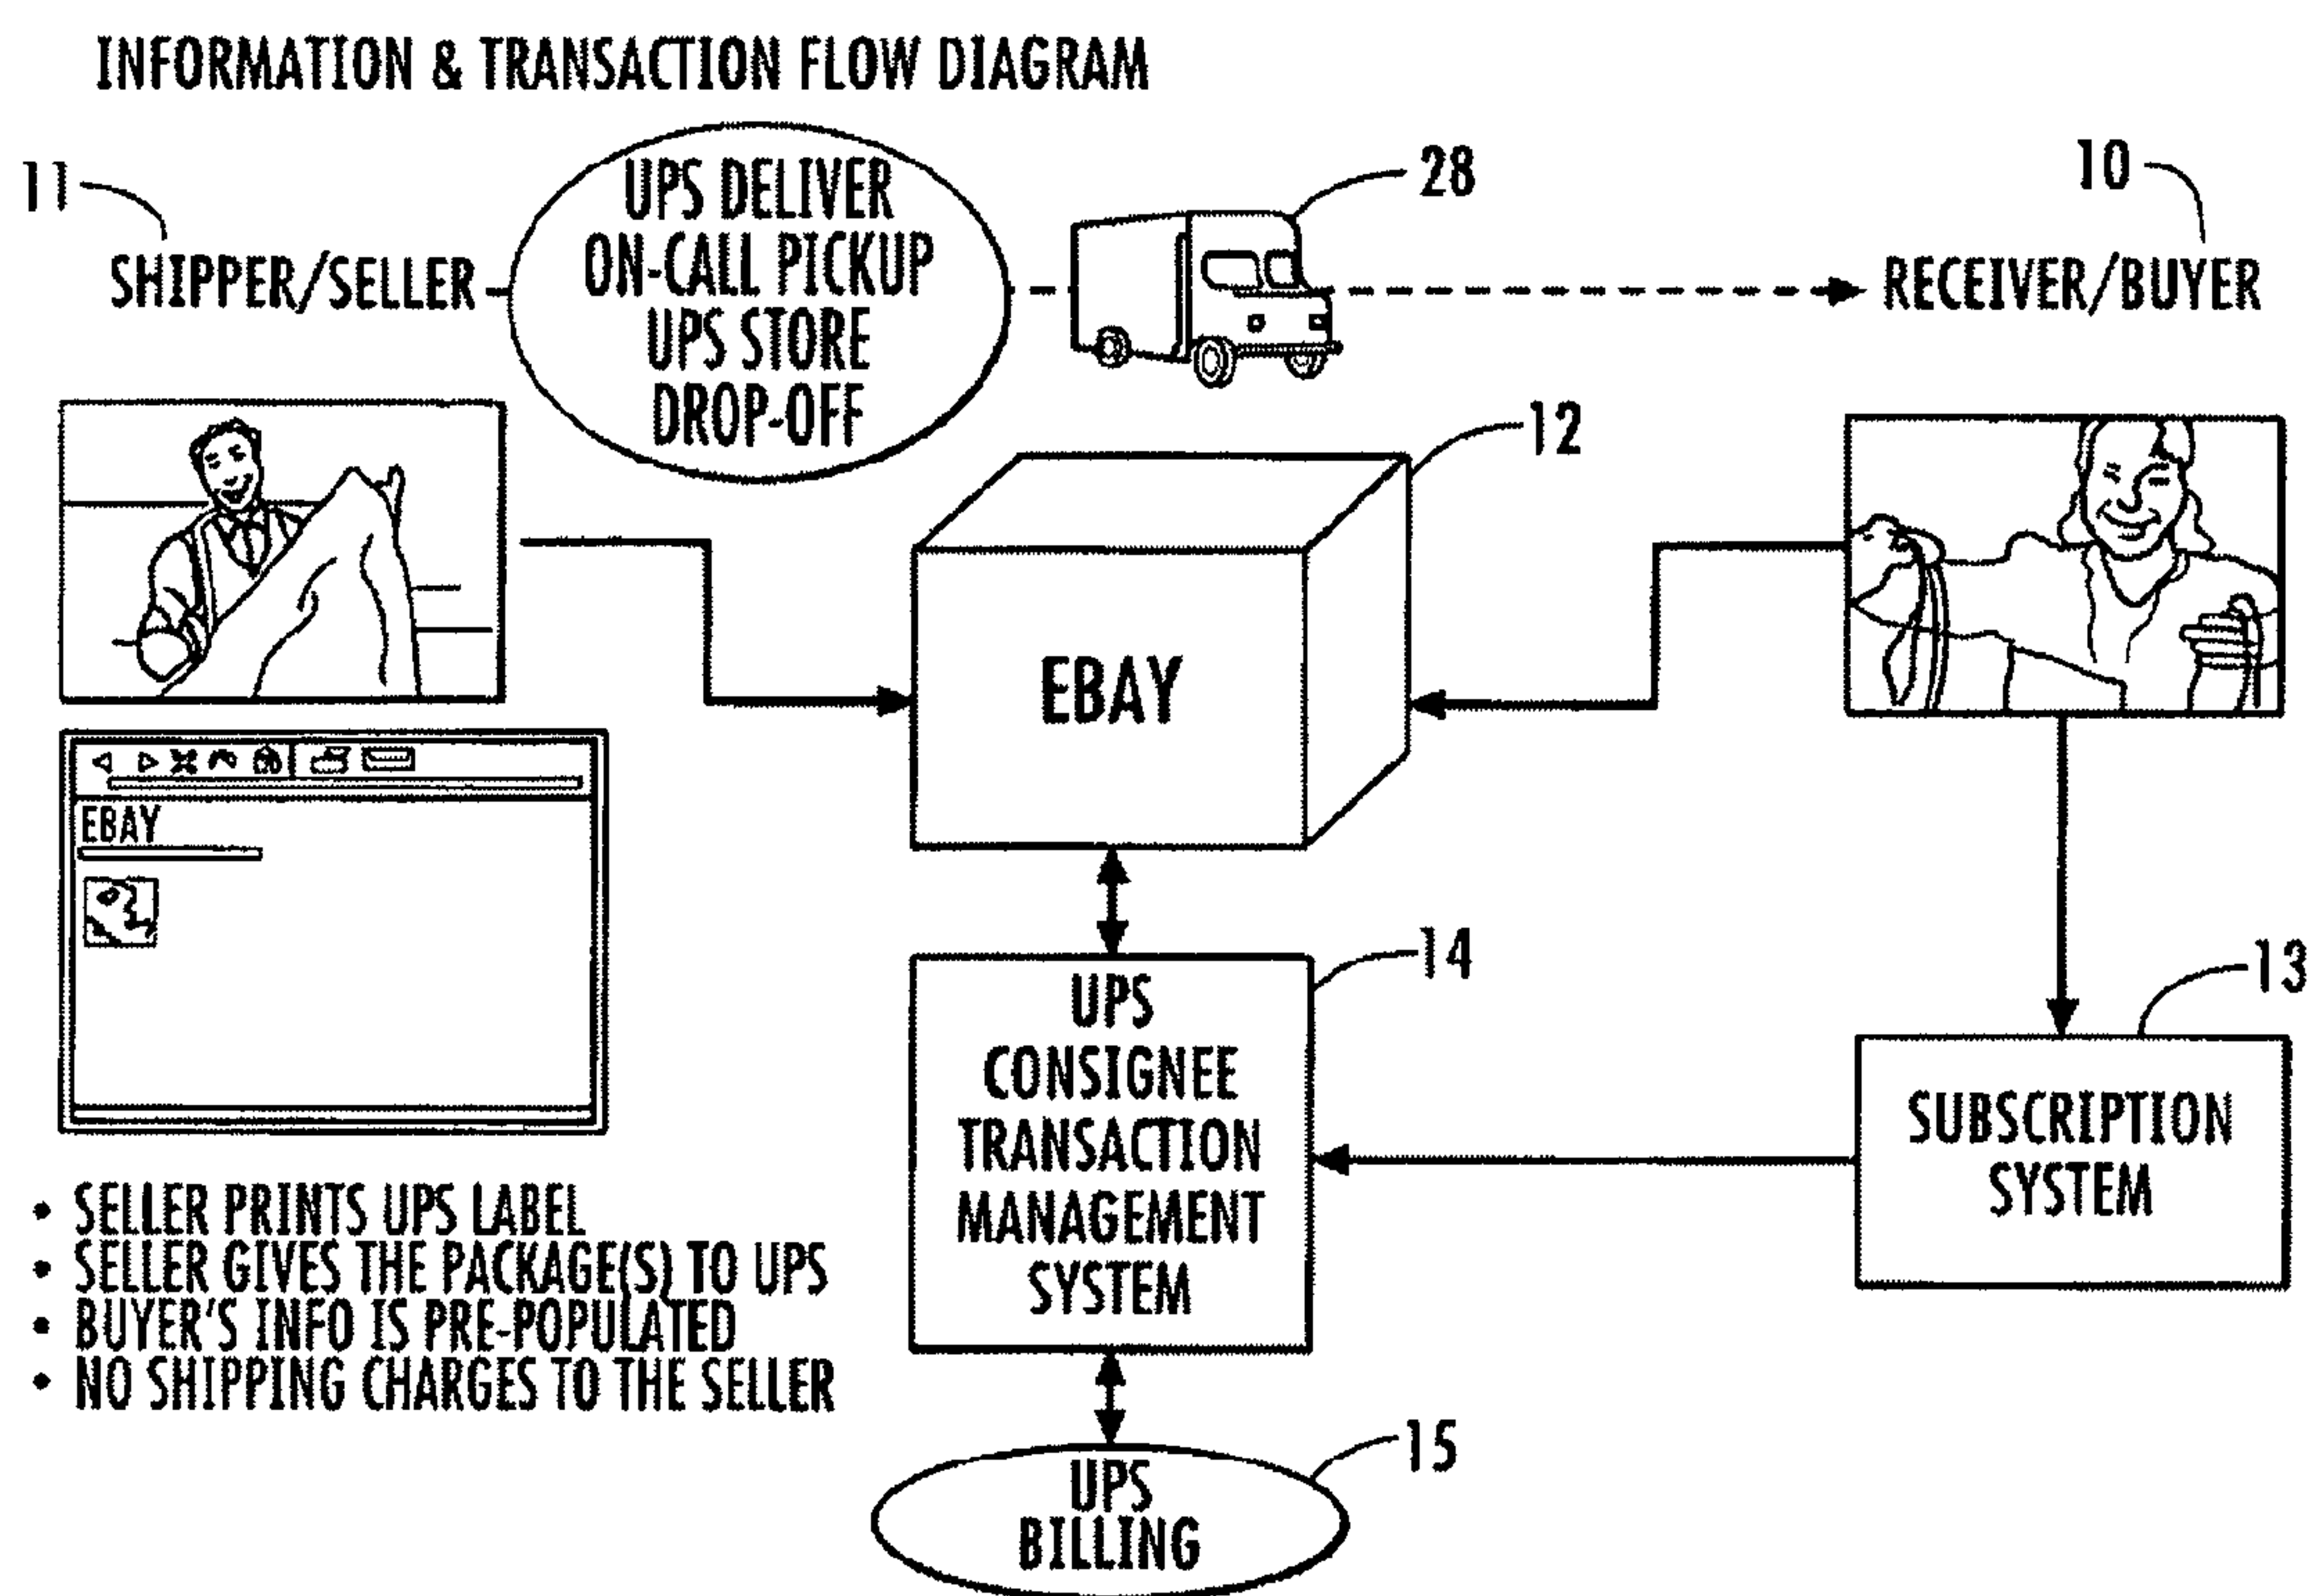 INFORMATION & TRANSACTION FLOW DIAGRAM
11
SHIPPER/SELLER
UPS DELIVER
ON-CALL PICKUP
UPS STORE
DROP-OFF
28
10
RECEIVER/BUYER
12
EBAY
EBAY
14
UPS
CONSIGNEE
TRANSACTION
MANAGEMENT
SYSTEM
13
SUBSCRIPTION
SYSTEM
• SELLER PRINTS UPS LABEL
• SELLER GIVES THE PACKAGE(S) TO UPS
• BUYER'S INFO IS PRE-POPULATED
• NO SHIPPING CHARGES TO THE SELLER
15
UPS
BILLING